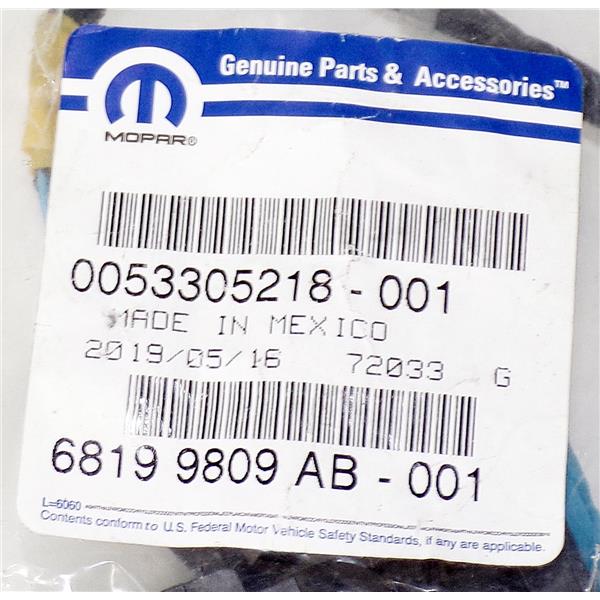 Genuine Parts & Accessories™
MOPAR®
0053305218 - 001
MADE IN MEXICO
2019/05/16 72033 G
6819 9809 AB - 001
L=6060
Contents conform to U.S. Federal Motor Vehicle Safety Standards, if any are applicable.